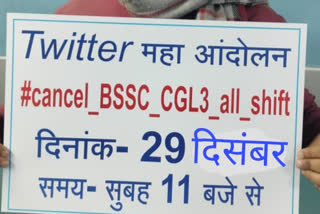 Twitter महा आंदोलन
#cancel_BSSC_CGL3_all_shift
दिनांक- 29 दिसंबर
समय- सुबह 11 बजे से